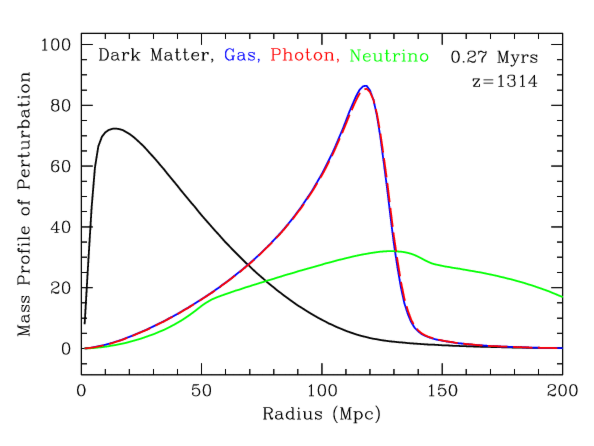 Dark Matter, Gas, Photon, Neutrino 0.27 Myrs
z=1314
Mass Profile of Perturbation
100
80
60
40
20
0
0 50 100 150 200
Radius (Mpc)